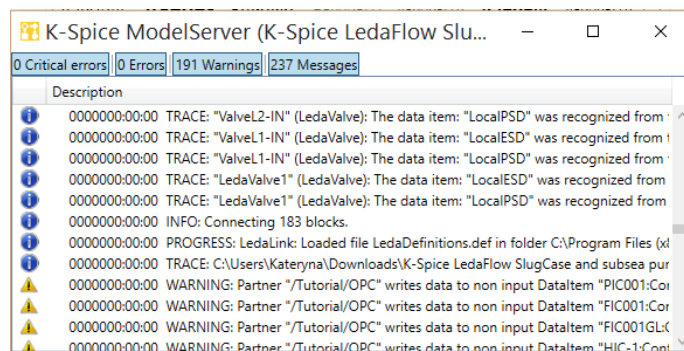 K-Spice ModelServer (K-Spice LedaFlow Slu...
0 Critical errors 0 Errors 191 Warnings 237 Messages
Description
0000000:00:00 TRACE: "ValveL2-IN" (LedaValve): The data item: "LocalPSD" was recognized from
0000000:00:00 TRACE: "ValveL1-IN" (LedaValve): The data item: "LocalESD" was recognized from
0000000:00:00 TRACE: "ValveL1-IN" (LedaValve): The data item: "LocalPSD" was recognized from
0000000:00:00 TRACE: "LedaValve1" (LedaValve): The data item: "LocalESD" was recognized from
0000000:00:00 TRACE: "LedaValve1" (LedaValve): The data item: "LocalPSD" was recognized from
0000000:00:00 INFO: Connecting 183 blocks.
0000000:00:00 PROGRESS: LedaLink: Loaded file LedaDefinitions.def in folder C:\Program Files (x8
0000000:00:00 TRACE: C:\Users\Kateryna\Downloads\K-Spice LedaFlow SlugCase and subsea pur
0000000:00:00 WARNING: Partner "/Tutorial/OPC" writes data to non input DataItem "FIC001:Cor
0000000:00:00 WARNING: Partner "/Tutorial/OPC" writes data to non input DataItem "FIC001:Cor
0000000:00:00 WARNING: Partner "/Tutorial/OPC" writes data to non input DataItem "FIC001GL:C
0000000:00:00 WARNING: Partner "/Tutorial/OPC" writes data to non input DataItem "HIC-1:Cont